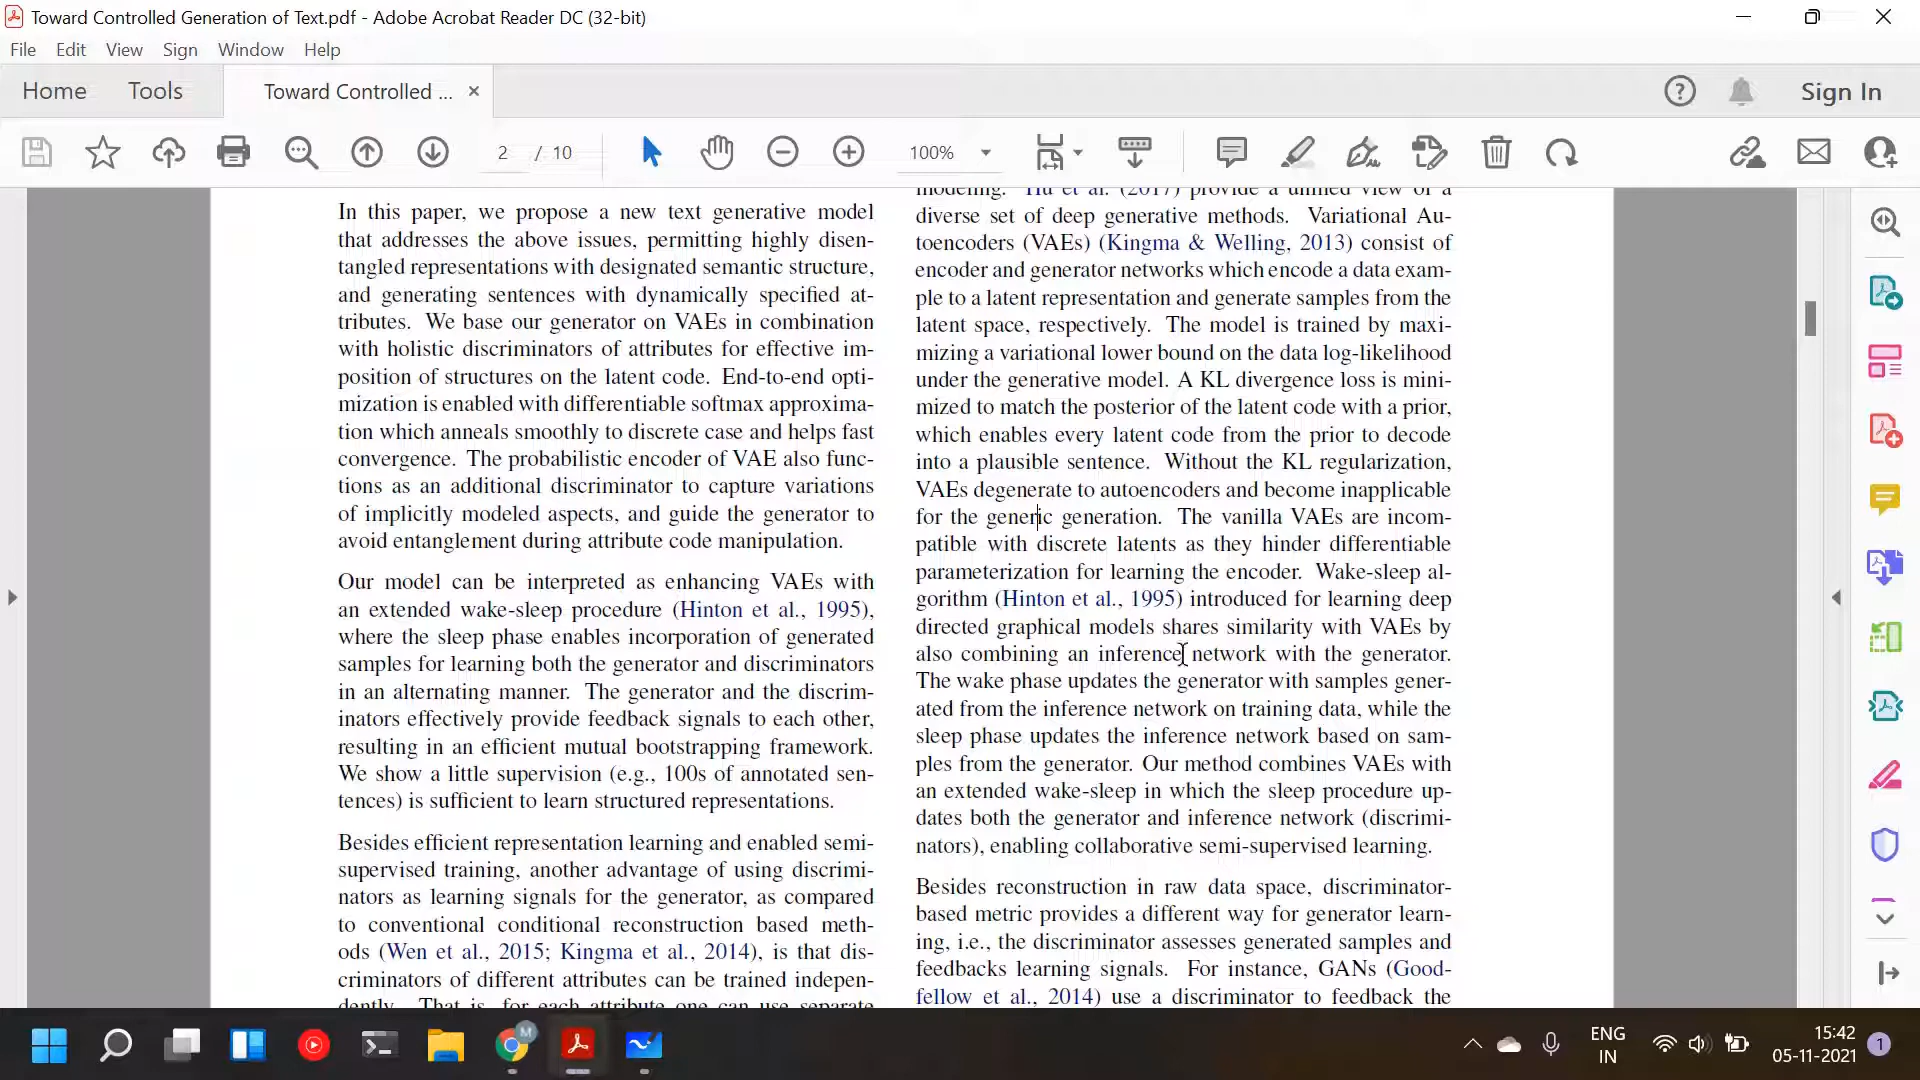 Toward Controlled Generation of Text.pdf - Adobe Acrobat Reader DC (32-bit)
File Edit View Sign Window Help
Home Tools Toward Controlled ... × Sign In
2 / 10 100%
In this paper, we propose a new text generative model
that addresses the above issues, permitting highly disen-
tangled representations with designated semantic structure,
and generating sentences with dynamically specified at-
tributes. We base our generator on VAEs in combination
with holistic discriminators of attributes for effective im-
position of structures on the latent code. End-to-end opti-
mization is enabled with differentiable softmax approxima-
tion which anneals smoothly to discrete case and helps fast
convergence. The probabilistic encoder of VAE also func-
tions as an additional discriminator to capture variations
of implicitly modeled aspects, and guide the generator to
avoid entanglement during attribute code manipulation.
Our model can be interpreted as enhancing VAEs with
an extended wake-sleep procedure (Hinton et al., 1995),
where the sleep phase enables incorporation of generated
samples for learning both the generator and discriminators
in an alternating manner. The generator and the discrim-
inators effectively provide feedback signals to each other,
resulting in an efficient mutual bootstrapping framework.
We show a little supervision (e.g., 100s of annotated sen-
tences) is sufficient to learn structured representations.
Besides efficient representation learning and enabled semi-
supervised training, another advantage of using discrimi-
nators as learning signals for the generator, as compared
to conventional conditional reconstruction based meth-
ods (Wen et al., 2015; Kingma et al., 2014), is that dis-
criminators of different attributes can be trained indepen-
dently. That is, for each attribute one can use separate
modeling. Hu et al. (2017) provide a unified view of a
diverse set of deep generative methods. Variational Au-
toencoders (VAEs) (Kingma & Welling, 2013) consist of
encoder and generator networks which encode a data exam-
ple to a latent representation and generate samples from the
latent space, respectively. The model is trained by maxi-
mizing a variational lower bound on the data log-likelihood
under the generative model. A KL divergence loss is mini-
mized to match the posterior of the latent code with a prior,
which enables every latent code from the prior to decode
into a plausible sentence. Without the KL regularization,
VAEs degenerate to autoencoders and become inapplicable
for the generic generation. The vanilla VAEs are incom-
patible with discrete latents as they hinder differentiable
parameterization for learning the encoder. Wake-sleep al-
gorithm (Hinton et al., 1995) introduced for learning deep
directed graphical models shares similarity with VAEs by
also combining an inference network with the generator.
The wake phase updates the generator with samples gener-
ated from the inference network on training data, while the
sleep phase updates the inference network based on sam-
ples from the generator. Our method combines VAEs with
an extended wake-sleep in which the sleep procedure up-
dates both the generator and inference network (discrimi-
nators), enabling collaborative semi-supervised learning.
Besides reconstruction in raw data space, discriminator-
based metric provides a different way for generator learn-
ing, i.e., the discriminator assesses generated samples and
feedbacks learning signals. For instance, GANs (Good-
fellow et al., 2014) use a discriminator to feedback the
M
ENG
IN
15:42
05-11-2021
1